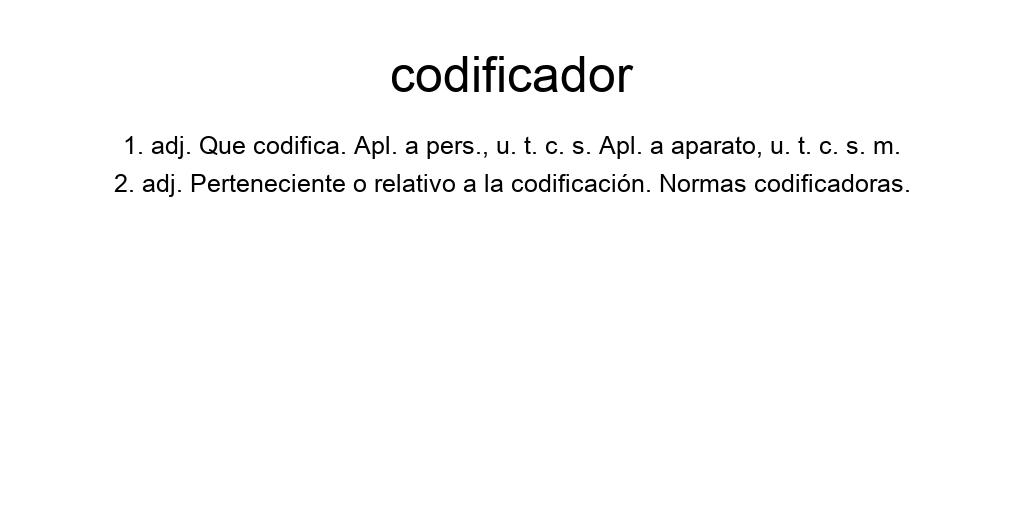 codificador
1. adj. Que codifica. Apl. a pers., u. t. c. s. Apl. a aparato, u. t. c. s. m.
2. adj. Perteneciente o relativo a la codificación. Normas codificadoras.